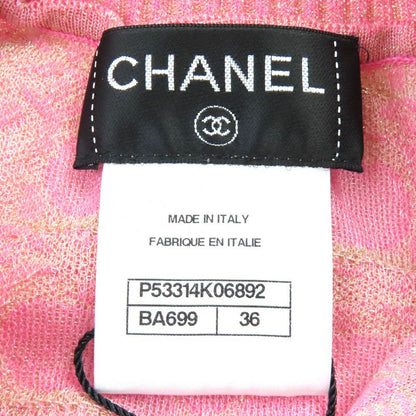 CHANEL
MADE IN ITALY
FABRIQUE EN ITALIE
P53314K06892
BA699 36